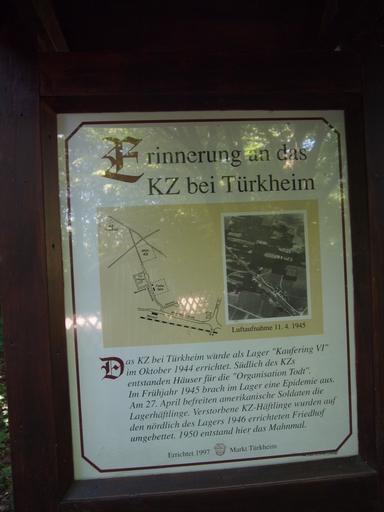 Erinnerung an das
KZ bei Türkheim
Luftaufnahme 11. 4. 1945
Das KZ bei Türkheim wurde als Lager "Kaufering VI"
im Oktober 1944 errichtet. Südlich des KZs
entstanden Häuser für die "Organisation Todt".
Im Frühjahr 1945 brach im Lager eine Epidemie aus.
Am 27. April befreiten amerikanische Soldaten die
Lagerhäftlinge. Verstorbene KZ-Häftlinge wurden auf
den nördlich des Lagers 1946 errichteten Friedhof
umgebettet. 1950 entstand hier das Mahnmal.
Errichtet 1997 Markt Türkheim